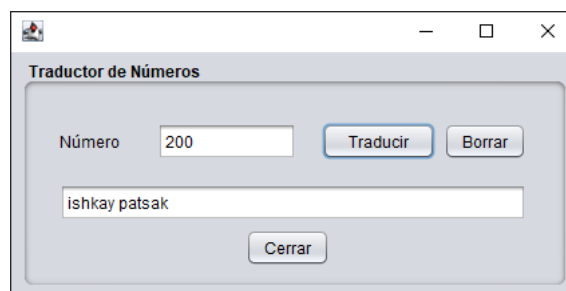 Traductor de Números
Número 200 Traducir Borrar
ishkay patsak
Cerrar